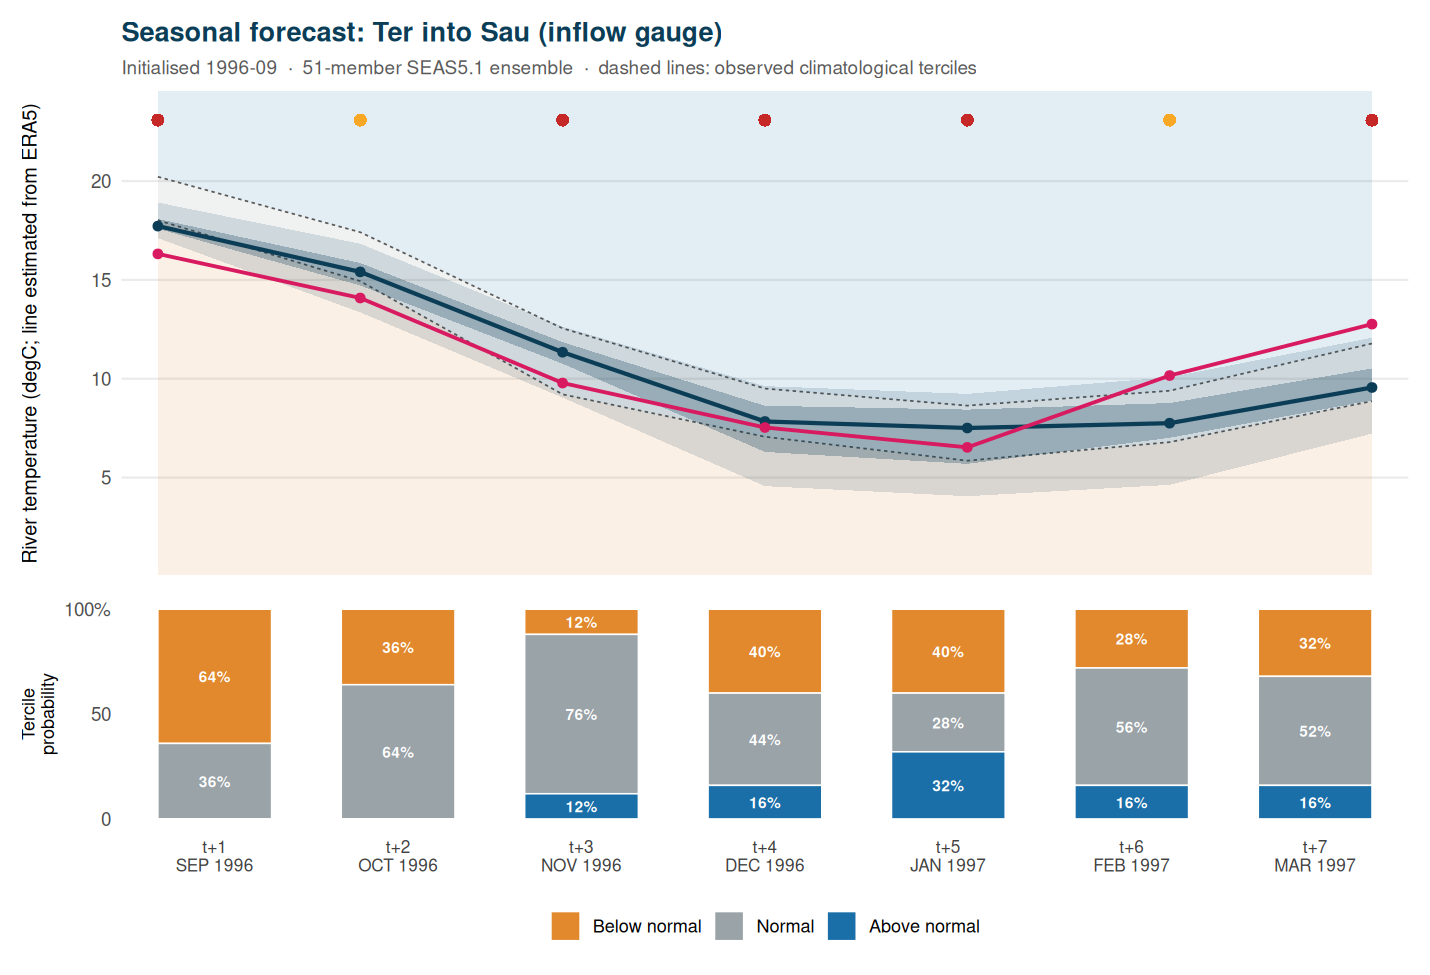 Seasonal forecast: Ter into Sau (inflow gauge)
Initialised 1996-09 · 51-member SEAS5.1 ensemble · dashed lines: observed climatological terciles
River temperature (degC; line estimated from ERA5)
20
15
10
5
Tercile
probability
100%
50
0
64%
36%
36%
64%
12%
76%
12%
40%
44%
16%
40%
28%
32%
28%
56%
16%
32%
52%
16%
t+1
SEP 1996
t+2
OCT 1996
t+3
NOV 1996
t+4
DEC 1996
t+5
JAN 1997
t+6
FEB 1997
t+7
MAR 1997
Below normal
Normal
Above normal